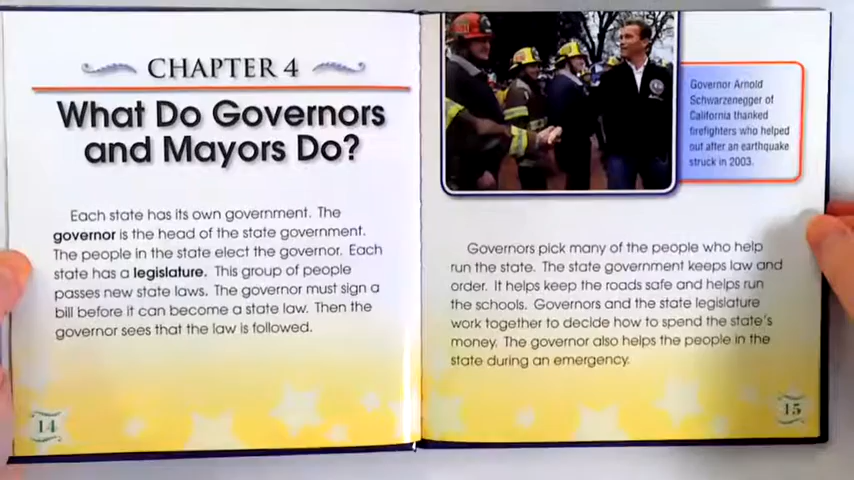 CHAPTER 4
What Do Governors
and Mayors Do?
Each state has its own government. The
governor is the head of the state government.
The people in the state elect the governor. Each
state has a legislature. This group of people
passes new state laws. The governor must sign a
bill before it can become a state law. Then the
governor sees that the law is followed.
14
Governor Arnold
Schwarzenegger of
California thanked
firefighters who helped
out after an earthquake
struck in 2003.
Governors pick many of the people who help
run the state. The state government keeps law and
order. It helps keep the roads safe and helps run
the schools. Governors and the state legislature
work together to decide how to spend the state's
money. The governor also helps the people in the
state during an emergency.
15